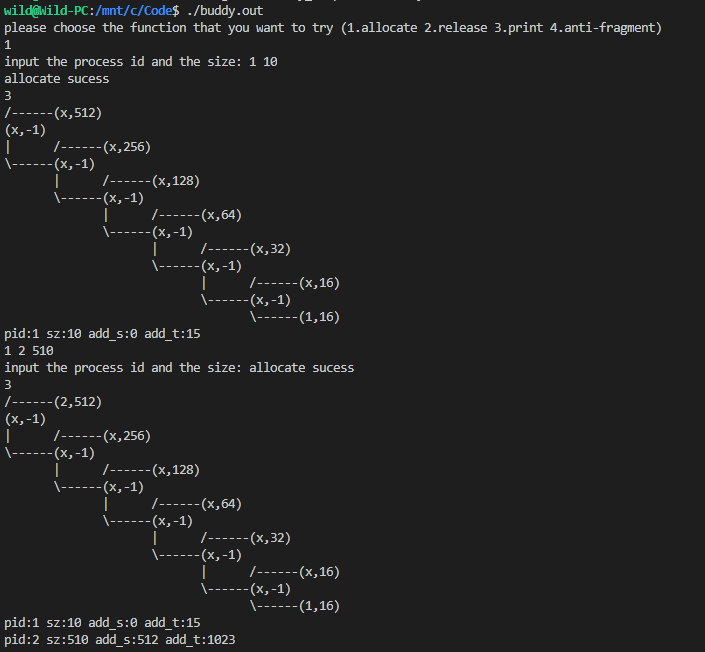 wild@Wild-PC:/mnt/c/Code$ ./buddy.out
please choose the function that you want to try (1.allocate 2.release 3.print 4.anti-fragment)
1
input the process id and the size: 1 10
allocate sucess
3
/------(x,512)
(x,-1)
|      /------(x,256)
\------(x,-1)
       |      /------(x,128)
       \------(x,-1)
              |      /------(x,64)
              \------(x,-1)
                     |      /------(x,32)
                     \------(x,-1)
                            |      /------(x,16)
                            \------(x,-1)
                                   \------(1,16)
pid:1 sz:10 add_s:0 add_t:15
1 2 510
input the process id and the size: allocate sucess
3
/------(2,512)
(x,-1)
|      /------(x,256)
\------(x,-1)
       |      /------(x,128)
       \------(x,-1)
              |      /------(x,64)
              \------(x,-1)
                     |      /------(x,32)
                     \------(x,-1)
                            |      /------(x,16)
                            \------(x,-1)
                                   \------(1,16)
pid:1 sz:10 add_s:0 add_t:15
pid:2 sz:510 add_s:512 add_t:1023